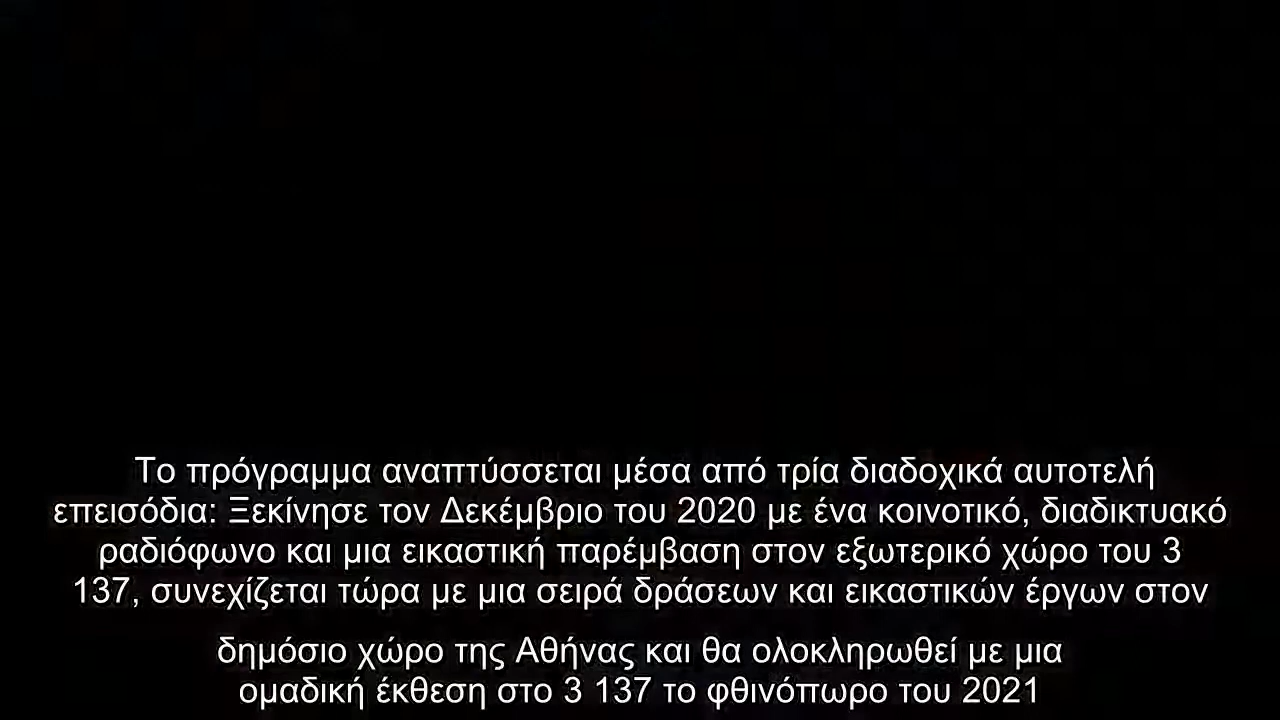 Το πρόγραμμα αναπτύσσεται μέσα από τρία διαδοχικά αυτοτελή
επεισόδια: Ξεκίνησε τον Δεκέμβριο του 2020 με ένα κοινοτικό, διαδικτυακό
ραδιόφωνο και μια εικαστική παρέμβαση στον εξωτερικό χώρο του 3
137, συνεχίζεται τώρα με μια σειρά δράσεων και εικαστικών έργων στον
δημόσιο χώρο της Αθήνας και θα ολοκληρωθεί με μια
ομαδική έκθεση στο 3 137 το φθινόπωρο του 2021